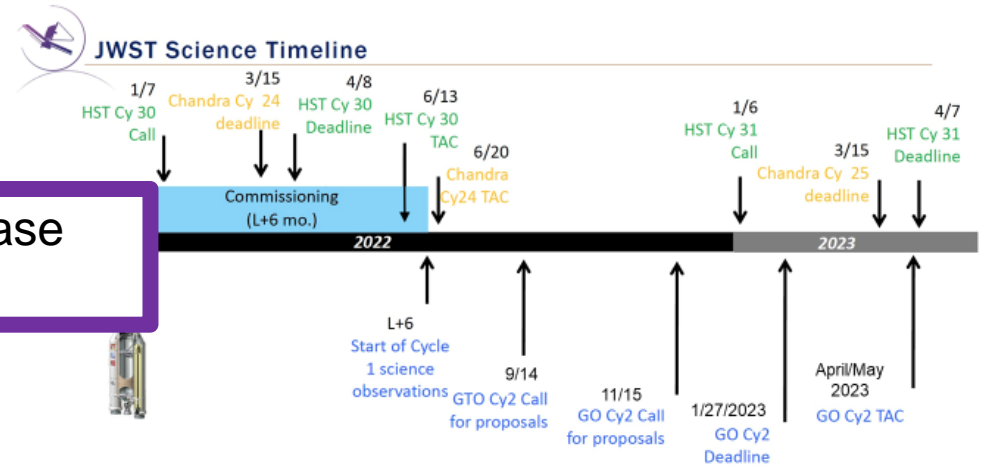 JWST Science Timeline
1/7
HST Cy 30
Call
3/15
Chandra Cy 24
deadline
4/8
HST Cy 30
Deadline
6/13
HST Cy 30
TAC
6/20
Chandra
Cy24 TAC
1/6
HST Cy 31
Call
3/15
Chandra Cy 25
deadline
4/7
HST Cy 31
Deadline
Commissioning
(L+6 mo.)
2022
2023
L+6
Start of Cycle
1 science
observations
9/14
GTO Cy2 Call
for proposals
11/15
GO Cy2 Call
for proposals
1/27/2023
GO Cy2
Deadline
April/May
2023
GO Cy2 TAC